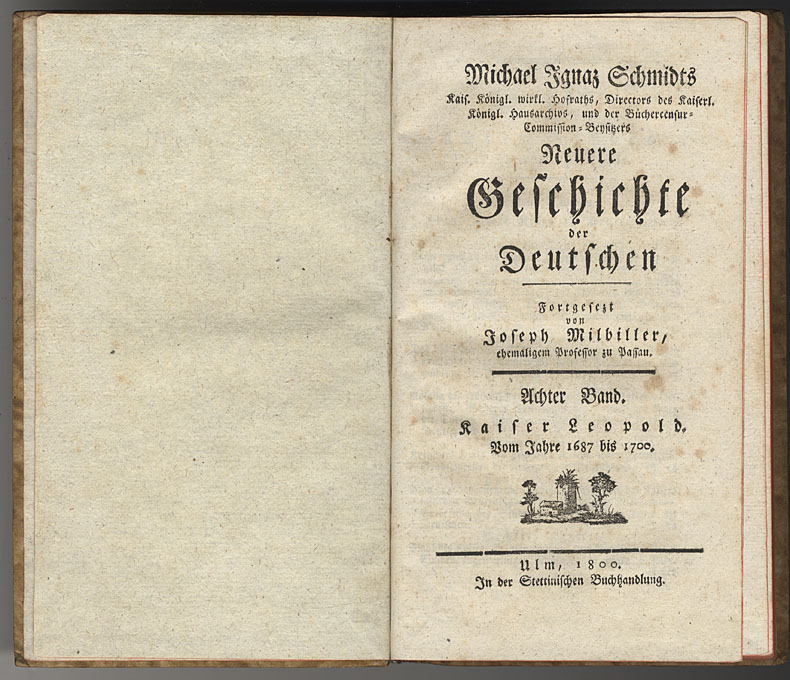 Michael Ignaz Schmidts
Kais. Königl. wirkl. Hofraths, Directors des Kaiserl.
Königl. Hausarchivs, und der Büchercensur-
Commission-Beysitzers
Neuere
Geschichte
der
Deutschen
Fortgesezt
von
Joseph Milbiller,
ehemaligem Professor zu Passau.
Achter Band.
Kaiser Leopold.
Vom Jahre 1687 bis 1700.
Ulm, 1800.
In der Stettinischen Buchhandlung.